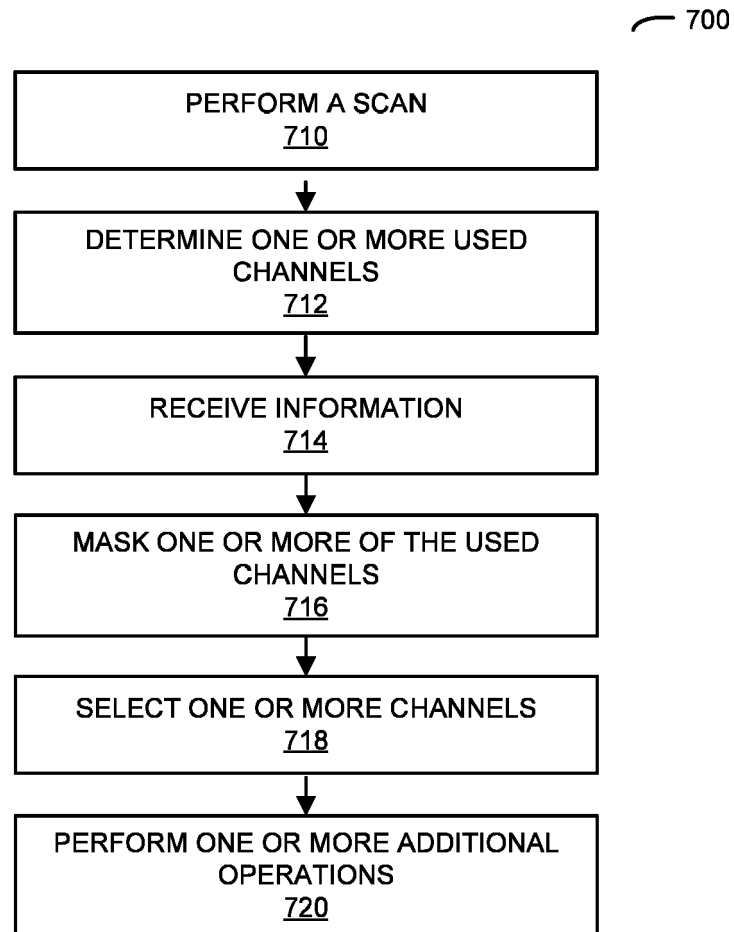 700
PERFORM A SCAN
710
DETERMINE ONE OR MORE USED
CHANNELS
712
RECEIVE INFORMATION
714
MASK ONE OR MORE OF THE USED
CHANNELS
716
SELECT ONE OR MORE CHANNELS
718
PERFORM ONE OR MORE ADDITIONAL
OPERATIONS
720